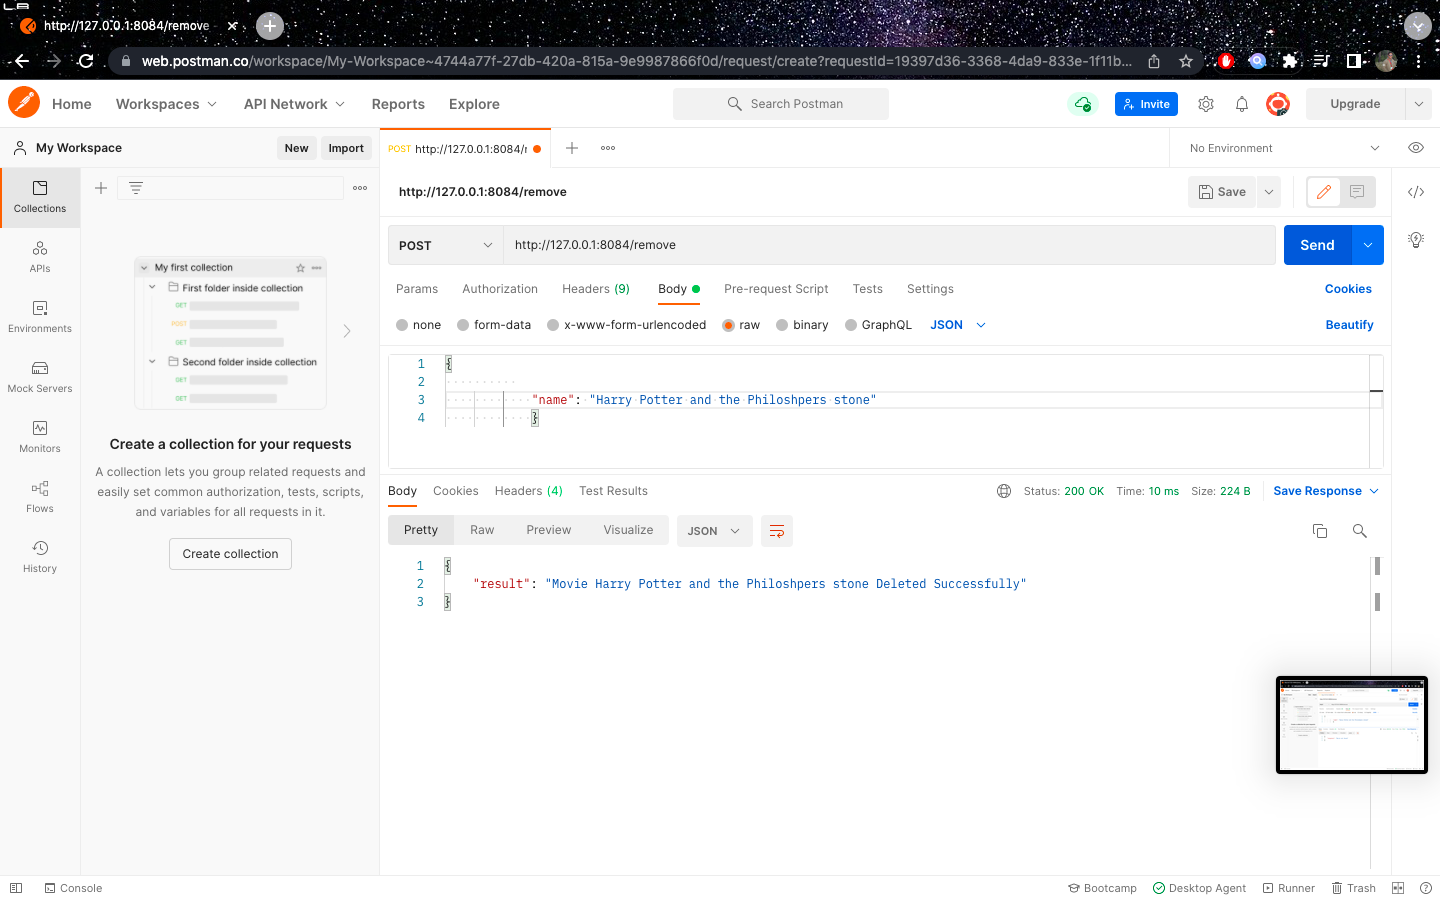 http://127.0.0.1:8084/remove
web.postman.co/workspace/My-Workspace~4744a77f-27db-420a-815a-9e9987866f0d/request/create?requestId=19397d36-3368-4da9-833e-1f11b...
Home Workspaces API Network Reports Explore Search Postman Invite Upgrade
My Workspace New Import POST http://127.0.0.1:8084/r No Environment
Collections
http://127.0.0.1:8084/remove Save
My first collection
First folder inside collection
GET
POST
GET
Second folder inside collection
GET
GET
Create a collection for your requests
A collection lets you group related requests and
easily set common authorization, tests, scripts,
and variables for all requests in it.
Create collection
APIs
Environments
Mock Servers
Monitors
Flows
History
POST http://127.0.0.1:8084/remove Send
Params Authorization Headers (9) Body Pre-request Script Tests Settings Cookies
none form-data x-www-form-urlencoded raw binary GraphQL JSON Beautify
1 {
2
3 "name": "Harry Potter and the Philoshpers stone"
4 }
Body Cookies Headers (4) Test Results Status: 200 OK Time: 10 ms Size: 224 B Save Response
Pretty Raw Preview Visualize JSON
1 {
2 "result": "Movie Harry Potter and the Philoshpers stone Deleted Successfully"
3 }
Console Bootcamp Desktop Agent Runner Trash